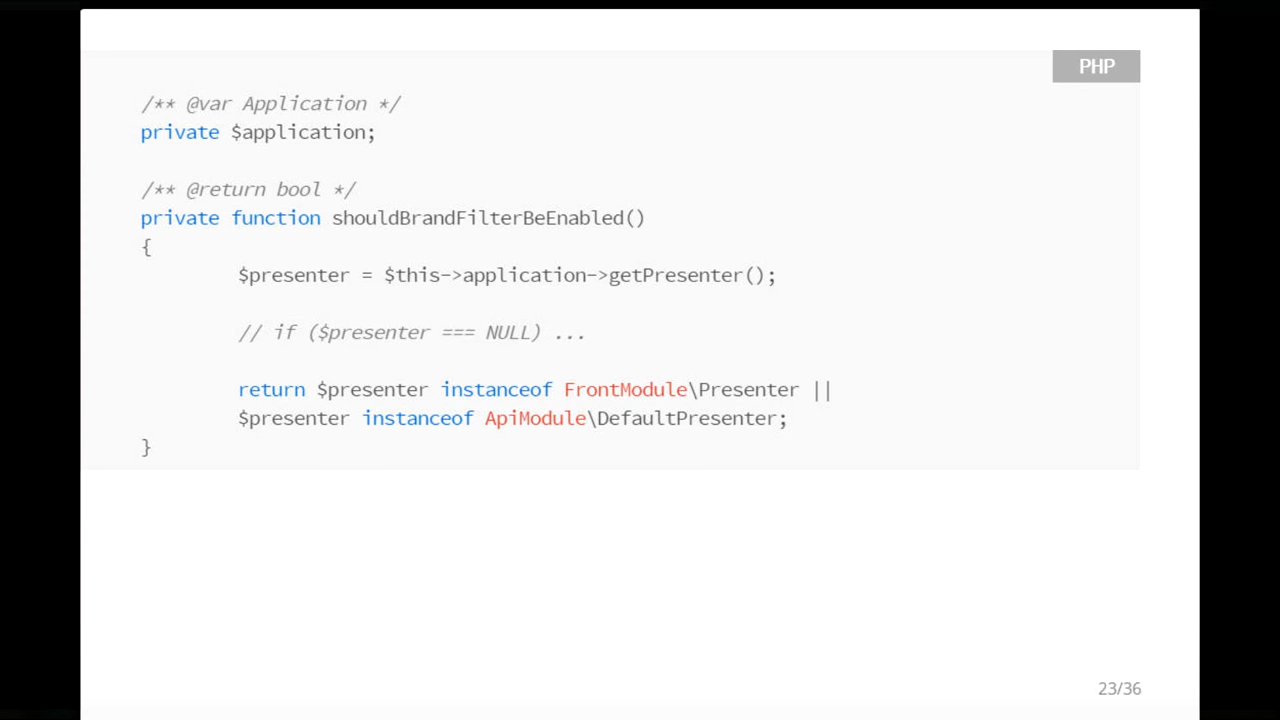 PHP
/** @var Application */
private $application;
/** @return bool */
private function shouldBrandFilterBeEnabled()
{
$presenter = $this->application->getPresenter();
// if ($presenter === NULL) ...
return $presenter instanceof FrontModule\Presenter ||
$presenter instanceof ApiModule\DefaultPresenter;
}
23/36